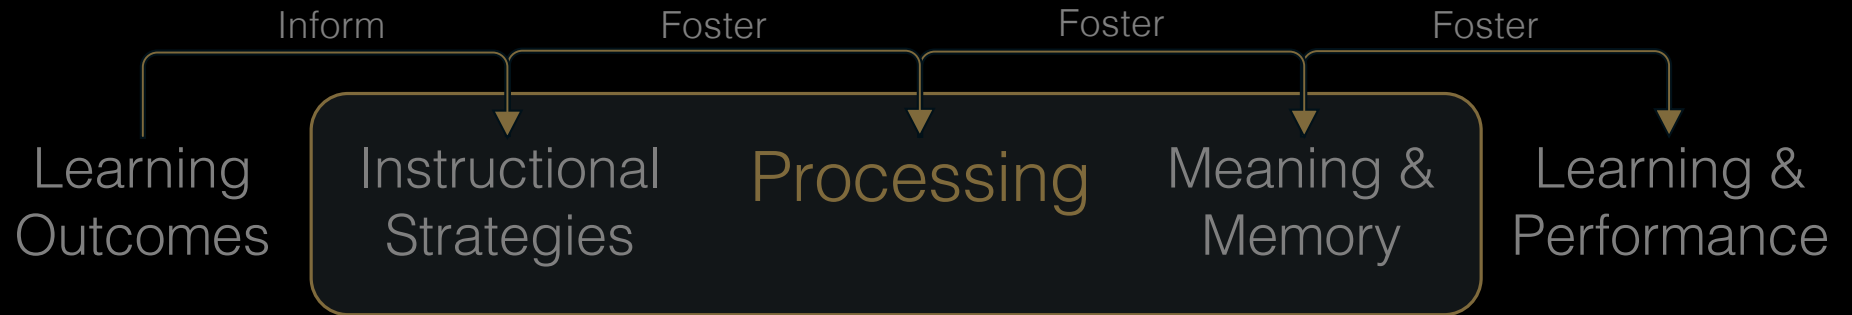 Inform
Foster
Foster
Foster
Learning
Outcomes
Instructional
Strategies
Processing
Meaning &
Memory
Learning &
Performance